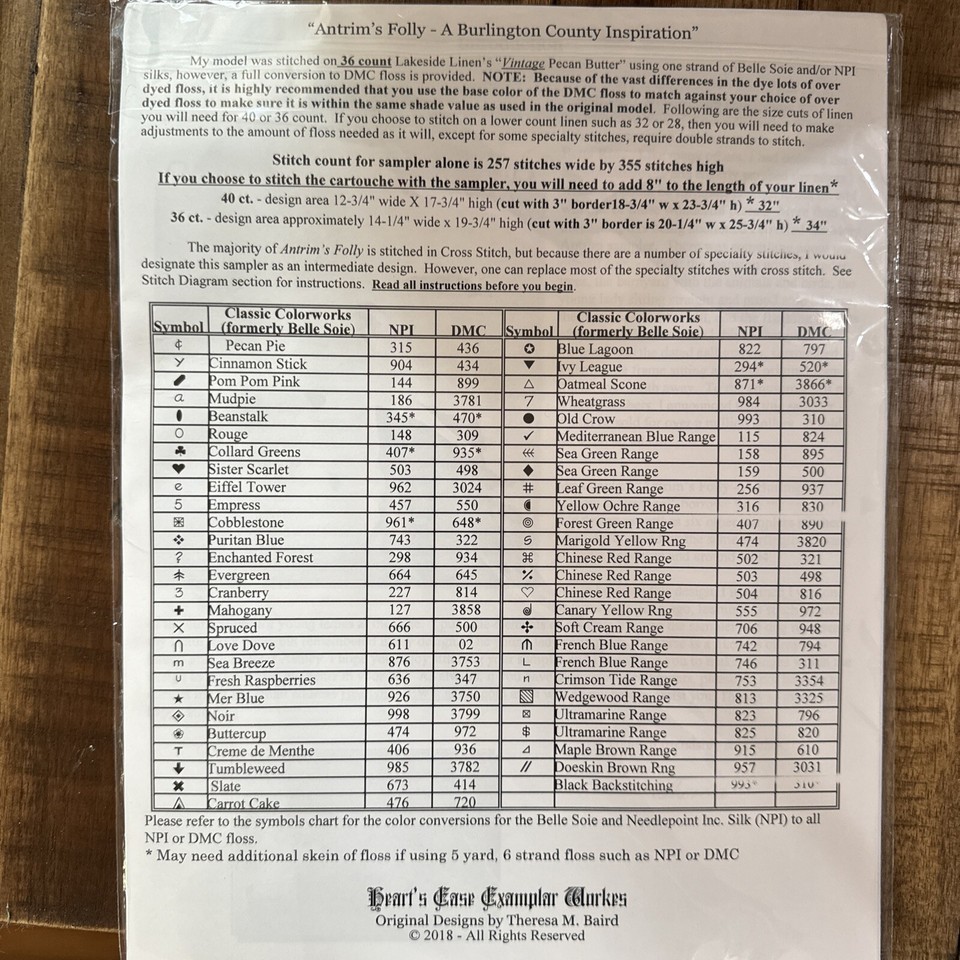 "Antrim's Folly - A Burlington County Inspiration"
My model was stitched on 36 count Lakeside Linen's "Vintage Pecan Butter" using one strand of Belle Soie and/or NPI
silks, however, a full conversion to DMC floss is provided. NOTE: Because of the vast differences in the dye lots of over
dyed floss, it is highly recommended that you use the base color of the DMC floss to match against your choice of over
dyed floss to make sure it is within the same shade value as used in the original model. Following are the size cuts of linen
you will need for 40 or 36 count. If you choose to stitch on a lower count linen such as 32 or 28, then you will need to make
adjustments to the amount of floss needed as it will, except for some specialty stitches, require double strands to stitch.
Stitch count for sampler alone is 257 stitches wide by 355 stitches high
If you choose to stitch the cartouche with the sampler, you will need to add 8" to the length of your linen*
40 ct. - design area 12-3/4" wide X 17-3/4" high (cut with 3" border18-3/4" w x 23-3/4" h) * 32"
36 ct. - design area approximately 14-1/4" wide x 19-3/4" high (cut with 3" border is 20-1/4" w x 25-3/4" h) * 34"
The majority of Antrim's Folly is stitched in Cross Stitch, but because there are a number of specialty stitches, I would
designate this sampler as an intermediate design. However, one can replace most of the specialty stitches with cross stitch. See
Stitch Diagram section for instructions. Read all instructions before you begin.
Symbol Classic Colorworks (formerly Belle Soie) NPI DMC Symbol Classic Colorworks (formerly Belle Soie) NPI DMC
¢ Pecan Pie 315 436 ✪ Blue Lagoon 822 797
Y Cinnamon Stick 904 434 ▼ Ivy League 294* 520*
Pom Pom Pink 144 899 △ Oatmeal Scone 871* 3866*
a Mudpie 186 3781 7 Wheatgrass 984 3033
Beanstalk 345* 470* ● Old Crow 993 310
O Rouge 148 309 ✓ Mediterranean Blue Range 115 824
♣ Collard Greens 407* 935* Sea Green Range 158 895
♥ Sister Scarlet 503 498 ◆ Sea Green Range 159 500
e Eiffel Tower 962 3024 # Leaf Green Range 256 937
5 Empress 457 550 Yellow Ochre Range 316 830
Cobblestone 961* 648* ◎ Forest Green Range 407 890
❖ Puritan Blue 743 322 Marigold Yellow Rng 474 3820
? Enchanted Forest 298 934 ⌘ Chinese Red Range 502 321
Evergreen 664 645 Chinese Red Range 503 498
3 Cranberry 227 814 ♡ Chinese Red Range 504 816
✚ Mahogany 127 3858 Canary Yellow Rng 555 972
X Spruced 666 500 Soft Cream Range 706 948
∩ Love Dove 611 02 French Blue Range 742 794
m Sea Breeze 876 3753 L French Blue Range 746 311
U Fresh Raspberries 636 347 n Crimson Tide Range 753 3354
★ Mer Blue 926 3750 Wedgewood Range 813 3325
Noir 998 3799 ⊠ Ultramarine Range 823 796
Buttercup 474 972 $ Ultramarine Range 825 820
T Creme de Menthe 406 936 Maple Brown Range 915 610
Tumbleweed 985 3782 // Doeskin Brown Rng 957 3031
✖ Slate 673 414 Black Backstitching 993* 310*
Carrot Cake 476 720
Please refer to the symbols chart for the color conversions for the Belle Soie and Needlepoint Inc. Silk (NPI) to all
NPI or DMC floss.
* May need additional skein of floss if using 5 yard, 6 strand floss such as NPI or DMC
Heart's Ease Examplar Workes
Original Designs by Theresa M. Baird
© 2018 - All Rights Reserved